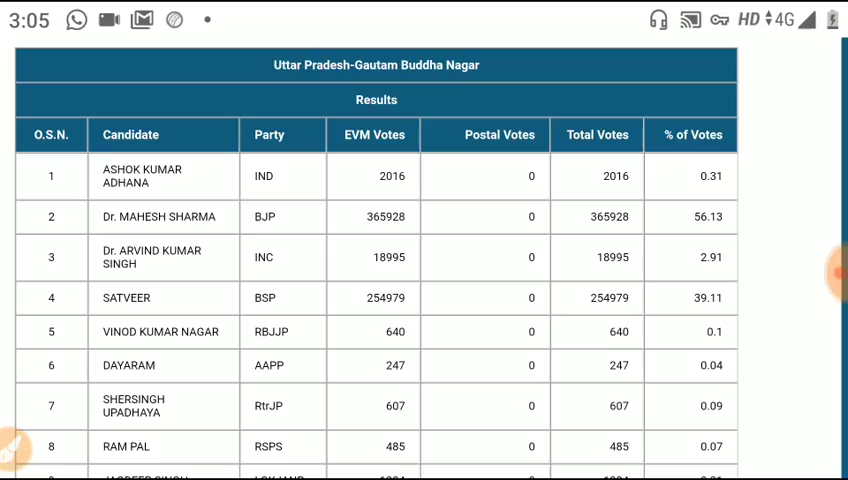 3:05 HD 4G
Uttar Pradesh-Gautam Buddha Nagar
Results
O.S.N. Candidate Party EVM Votes Postal Votes Total Votes % of Votes
1 ASHOK KUMAR ADHANA IND 2016 0 2016 0.31
2 Dr. MAHESH SHARMA BJP 365928 0 365928 56.13
3 Dr. ARVIND KUMAR SINGH INC 18995 0 18995 2.91
4 SATVEER BSP 254979 0 254979 39.11
5 VINOD KUMAR NAGAR RBJJP 640 0 640 0.1
6 DAYARAM AAPP 247 0 247 0.04
7 SHERSINGH UPADHAYA RtrJP 607 0 607 0.09
8 RAM PAL RSPS 485 0 485 0.07